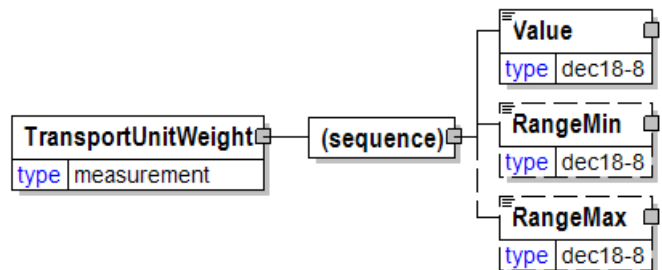 Value
type dec18-8
TransportUnitWeight
type measurement
(sequence)
RangeMin
type dec18-8
RangeMax
type dec18-8